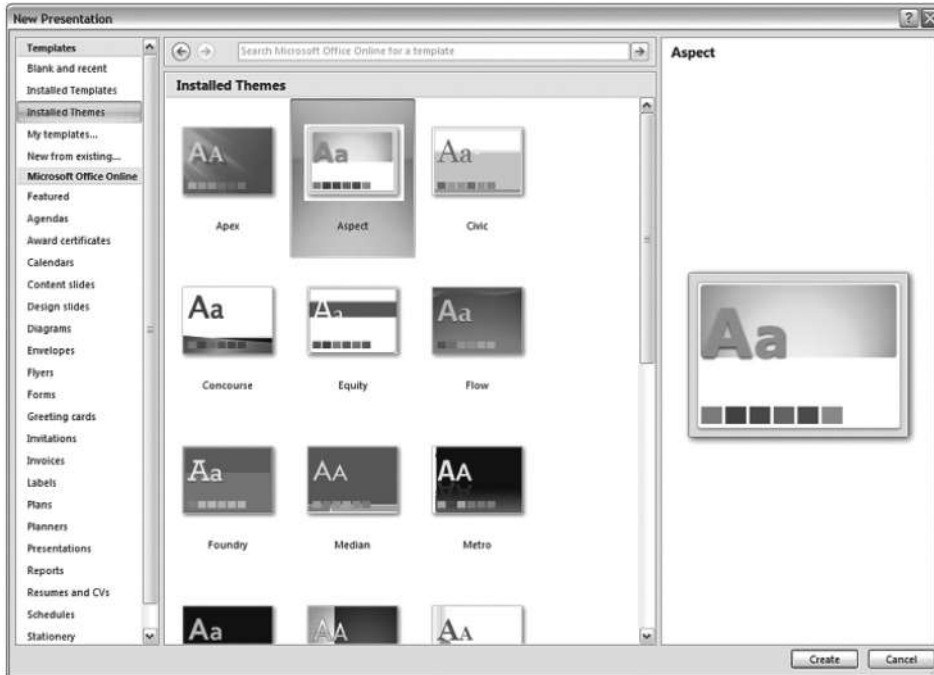 New Presentation
Templates
Blank and recent
Installed Templates
Installed Themes
My templates...
New from existing...
Microsoft Office Online
Featured
Agendas
Award certificates
Calendars
Content slides
Design slides
Diagrams
Envelopes
Flyers
Forms
Greeting cards
Invitations
Invoices
Labels
Plans
Planners
Presentations
Reports
Resumes and CVs
Schedules
Stationery
Search Microsoft Office Online for a template
Installed Themes
AA
Aa
Aa
Apex
Aspect
Civic
Aa
Aa
Aa
Concourse
Equity
Flow
Aa
AA
AA
Foundry
Median
Metro
Aa
AA
AA
Aspect
Aa
Create
Cancel